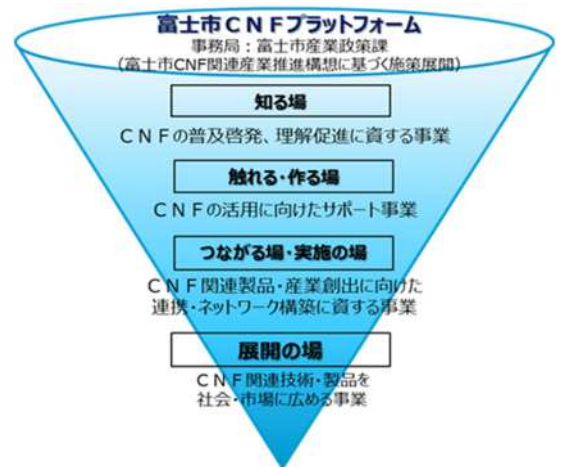 富士市ＣＮＦプラットフォーム
事務局：富士市産業政策課
（富士市CNF関連産業推進構想に基づく施策展開）
知る場
ＣＮＦの普及啓発、理解促進に資する事業
触れる・作る場
ＣＮＦの活用に向けたサポート事業
つながる場・実施の場
ＣＮＦ関連製品・産業創出に向けた
連携・ネットワーク構築に資する事業
展開の場
ＣＮＦ関連技術・製品を
社会・市場に広める事業